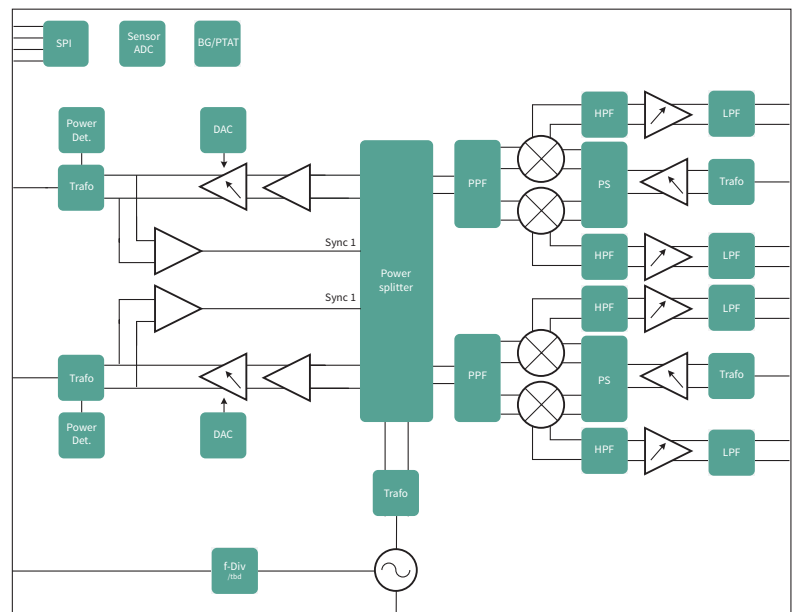 SPI
Sensor
ADC
BG/PTAT
Power
Det.
DAC
Trafo
Sync 1
Sync 1
Trafo
Power
Det.
DAC
Power
splitter
Trafo
f-Div
/tbd
PPF
HPF
LPF
PS
Trafo
HPF
LPF
PPF
HPF
LPF
PS
Trafo
HPF
LPF